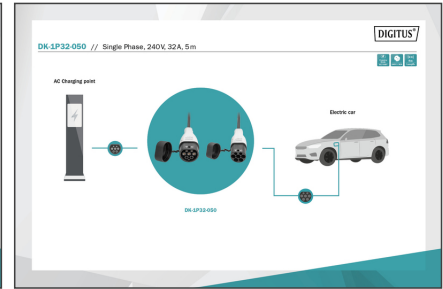 DIGITUS®
DK-1P32-050 // Single Phase, 240V, 32A, 5m
AC Charging point
Electric car
DK-1P32-050